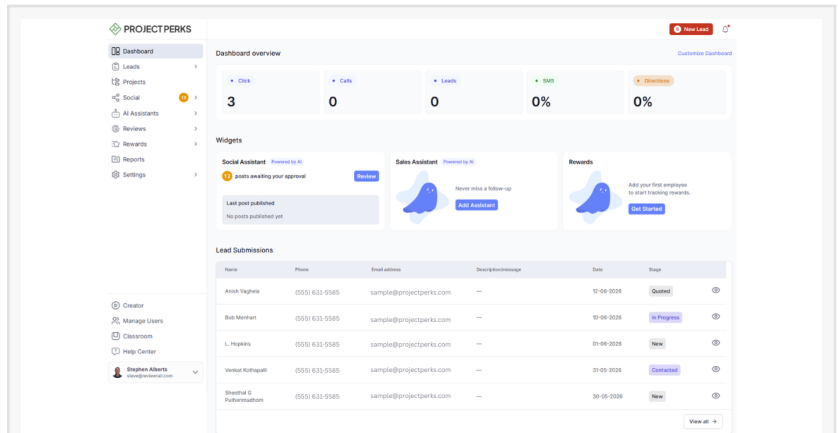 PROJECT PERKS
New Lead
Dashboard
Leads
Projects
Social
AI Assistants
Reviews
Rewards
Reports
Settings
Creator
Manage Users
Classroom
Help Center
Stephen Alberts
Dashboard overview
Customize Dashboard
Click
Calls
Leads
SMS
Directions
3
0
0
0%
0%
Widgets
Social Assistant Powered by AI
posts awaiting your approval
Review
Last post published
No posts published yet
Sales Assistant Powered by AI
Never miss a follow-up
Add Assistant
Rewards
Add your first employee
to start tracking rewards.
Get Started
Lead Submissions
Name Phone Email address Description/message Date Stage
Anish Vaghela (555) 631-5585 sample@projectperks.com — 12-06-2026 Quoted
Bob Menhart (555) 631-5585 sample@projectperks.com — 10-06-2026 In Progress
L. Hopkins (555) 631-5585 sample@projectperks.com — 01-06-2026 New
Venkat Kothapalli (555) 631-5585 sample@projectperks.com — 31-05-2026 Contacted
Shenthal G (555) 631-5585 sample@projectperks.com — 30-05-2026 New
View all →